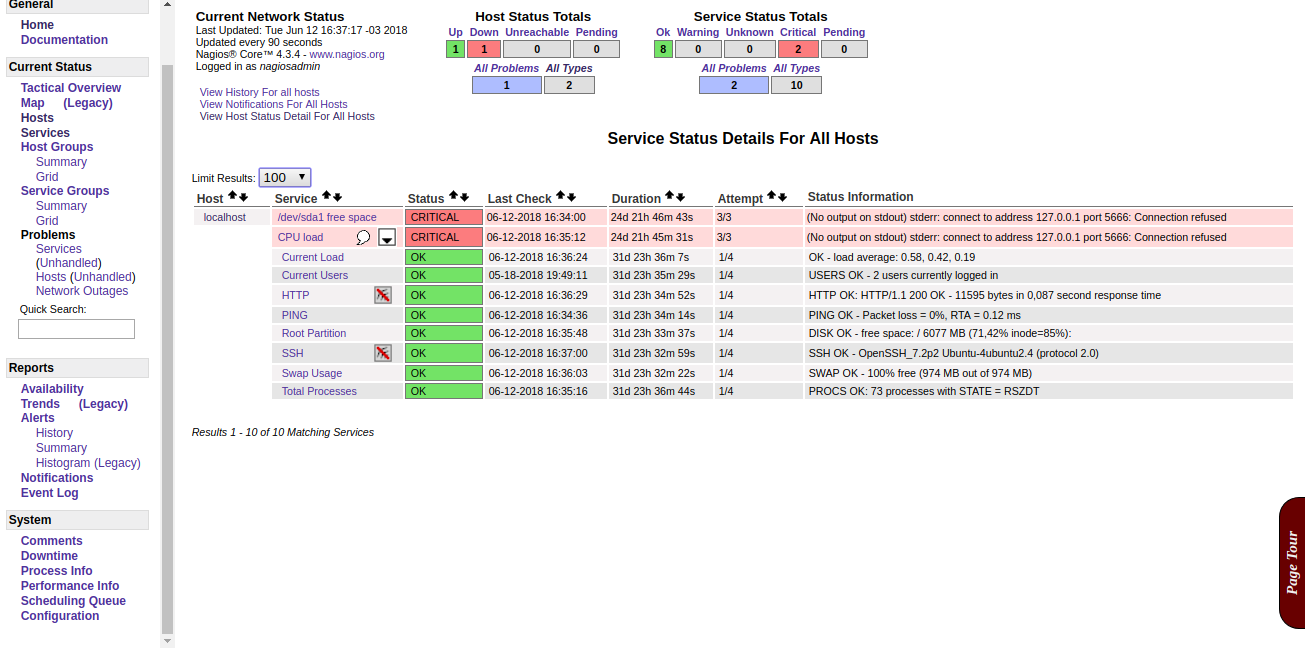 General
Home
Documentation
Current Status
Tactical Overview
Map (Legacy)
Hosts
Services
Host Groups
Summary
Grid
Service Groups
Summary
Grid
Problems
Services
(Unhandled)
Hosts (Unhandled)
Network Outages
Quick Search:
Reports
Availability
Trends (Legacy)
Alerts
History
Summary
Histogram (Legacy)
Notifications
Event Log
System
Comments
Downtime
Process Info
Performance Info
Scheduling Queue
Configuration
Current Network Status
Last Updated: Tue Jun 12 16:37:17 -03 2018
Updated every 90 seconds
Nagios® Core™ 4.3.4 - www.nagios.org
Logged in as nagiosadmin
View History For all hosts
View Notifications For All Hosts
View Host Status Detail For All Hosts
Host Status Totals
Up Down Unreachable Pending
1 1 0 0
All Problems All Types
1 2
Service Status Totals
Ok Warning Unknown Critical Pending
8 0 0 2 0
All Problems All Types
2 10
Service Status Details For All Hosts
Limit Results: 100
Host Service Status Last Check Duration Attempt Status Information
localhost /dev/sda1 free space CRITICAL 06-12-2018 16:34:00 24d 21h 46m 43s 3/3 (No output on stdout) stderr: connect to address 127.0.0.1 port 5666: Connection refused
CPU load CRITICAL 06-12-2018 16:35:12 24d 21h 45m 31s 3/3 (No output on stdout) stderr: connect to address 127.0.0.1 port 5666: Connection refused
Current Load OK 06-12-2018 16:36:24 31d 23h 36m 7s 1/4 OK - load average: 0.58, 0.42, 0.19
Current Users OK 05-18-2018 19:49:11 31d 23h 35m 29s 1/4 USERS OK - 2 users currently logged in
HTTP OK 06-12-2018 16:36:29 31d 23h 34m 52s 1/4 HTTP OK: HTTP/1.1 200 OK - 11595 bytes in 0,087 second response time
PING OK 06-12-2018 16:34:36 31d 23h 34m 14s 1/4 PING OK - Packet loss = 0%, RTA = 0.12 ms
Root Partition OK 06-12-2018 16:35:48 31d 23h 33m 37s 1/4 DISK OK - free space: / 6077 MB (71,42% inode=85%):
SSH OK 06-12-2018 16:37:00 31d 23h 32m 59s 1/4 SSH OK - OpenSSH_7.2p2 Ubuntu-4ubuntu2.4 (protocol 2.0)
Swap Usage OK 06-12-2018 16:36:03 31d 23h 32m 22s 1/4 SWAP OK - 100% free (974 MB out of 974 MB)
Total Processes OK 06-12-2018 16:35:16 31d 23h 36m 44s 1/4 PROCS OK: 73 processes with STATE = RSZDT
Results 1 - 10 of 10 Matching Services
Page Tour